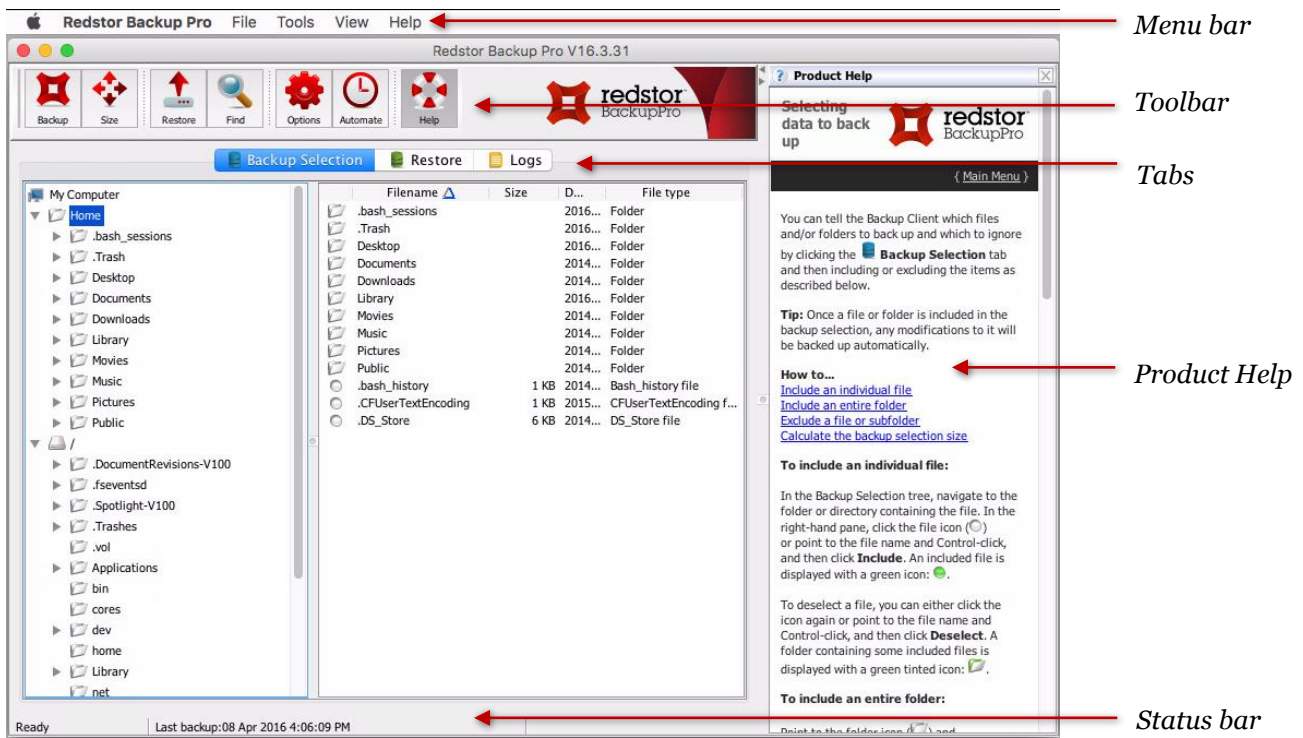 Redstor Backup Pro File Tools View Help
Menu bar
Redstor Backup Pro V16.3.31
Backup Size Restore Find Options Automate Help
redstor
BackupPro
Toolbar
Backup Selection Restore Logs
Tabs
My Computer
Home
.bash_sessions
.Trash
Desktop
Documents
Downloads
Library
Movies
Music
Pictures
Public
/
.DocumentRevisions-V100
.fseventsd
.Spotlight-V100
.Trashes
.vol
Applications
bin
cores
dev
home
Library
net
Filename Size D... File type
.bash_sessions 2016... Folder
.Trash 2016... Folder
Desktop 2016... Folder
Documents 2014... Folder
Downloads 2014... Folder
Library 2016... Folder
Movies 2014... Folder
Music 2014... Folder
Pictures 2014... Folder
Public 2014... Folder
.bash_history 1 KB 2014... Bash_history file
.CFUserTextEncoding 1 KB 2015... CFUserTextEncoding f...
.DS_Store 6 KB 2014... DS_Store file
? Product Help
Selecting
data to back
up
redstor
BackupPro
{ Main Menu }
You can tell the Backup Client which files
and/or folders to back up and which to ignore
by clicking the Backup Selection tab
and then including or excluding the items as
described below.
Tip: Once a file or folder is included in the
backup selection, any modifications to it will
be backed up automatically.
How to...
Include an individual file
Include an entire folder
Exclude a file or subfolder
Calculate the backup selection size
To include an individual file:
In the Backup Selection tree, navigate to the
folder or directory containing the file. In the
right-hand pane, click the file icon ( )
or point to the file name and Control-click,
and then click Include. An included file is
displayed with a green icon: .
To deselect a file, you can either click the
icon again or point to the file name and
Control-click, and then click Deselect. A
folder containing some included files is
displayed with a green tinted icon: .
To include an entire folder:
Point to the folder icon ( ) and
Product Help
Ready Last backup:08 Apr 2016 4:06:09 PM
Status bar